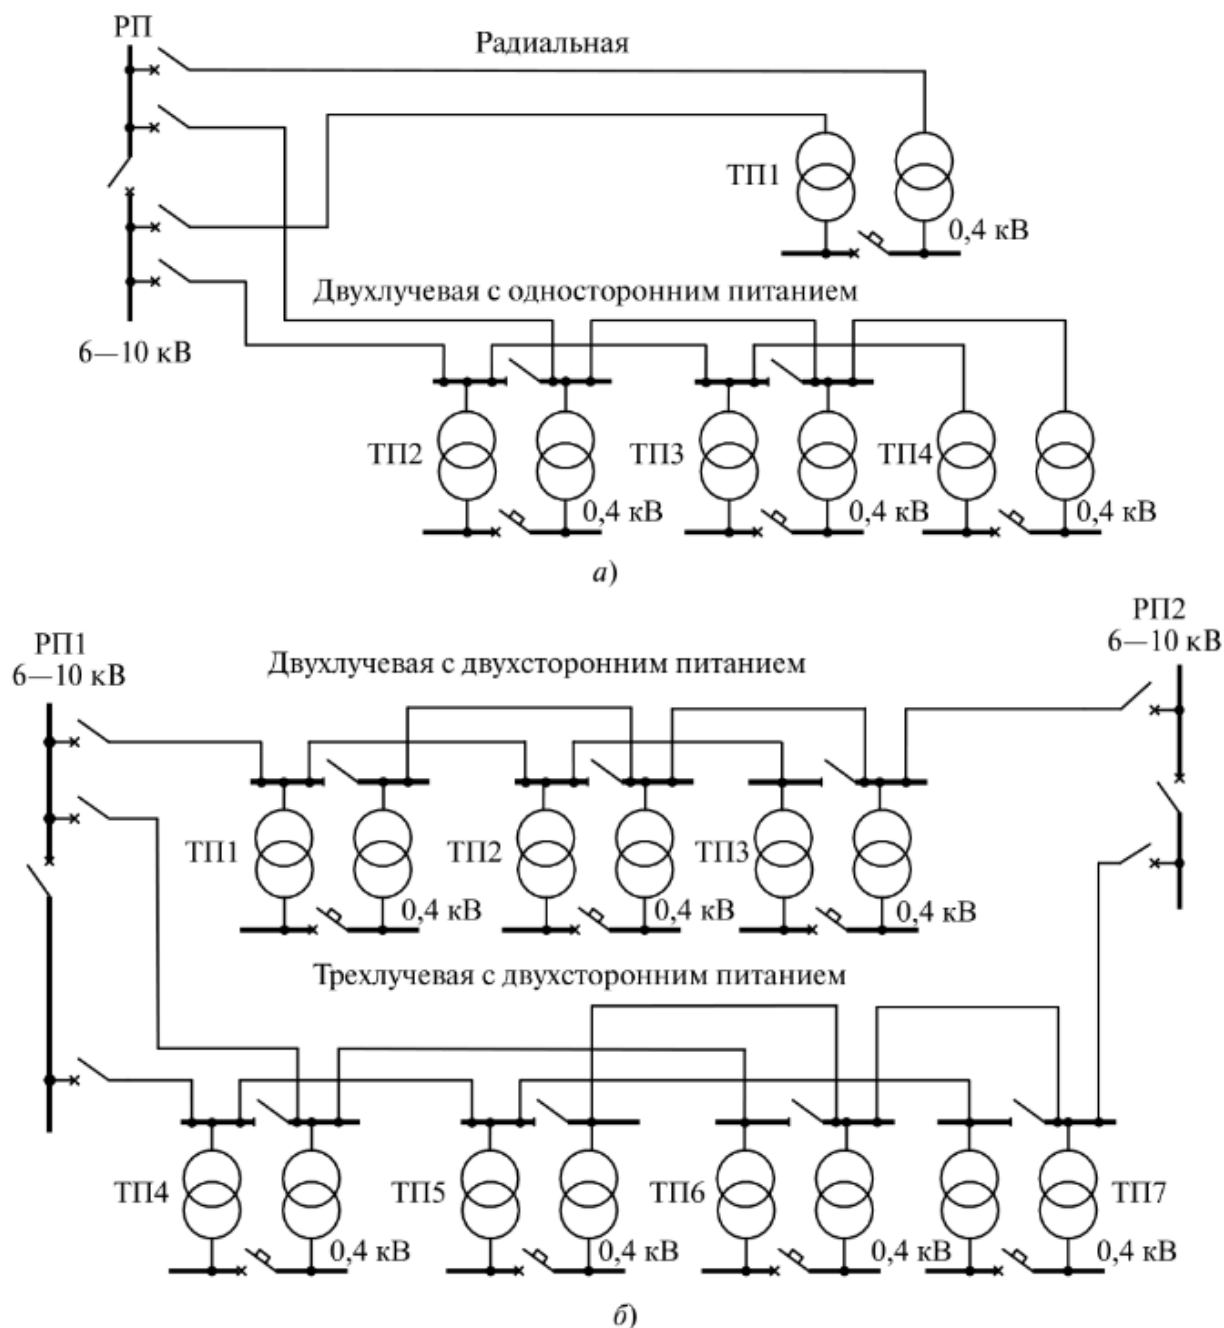 РП
Радиальная
ТП1
0,4 кВ
Двухлучевая с односторонним питанием
6—10 кВ
ТП2
0,4 кВ
ТП3
0,4 кВ
ТП4
0,4 кВ
а)
РП1
6—10 кВ
Двухлучевая с двухсторонним питанием
РП2
6—10 кВ
ТП1
0,4 кВ
ТП2
0,4 кВ
ТП3
0,4 кВ
Трехлучевая с двухсторонним питанием
ТП4
0,4 кВ
ТП5
0,4 кВ
ТП6
0,4 кВ
ТП7
0,4 кВ
б)